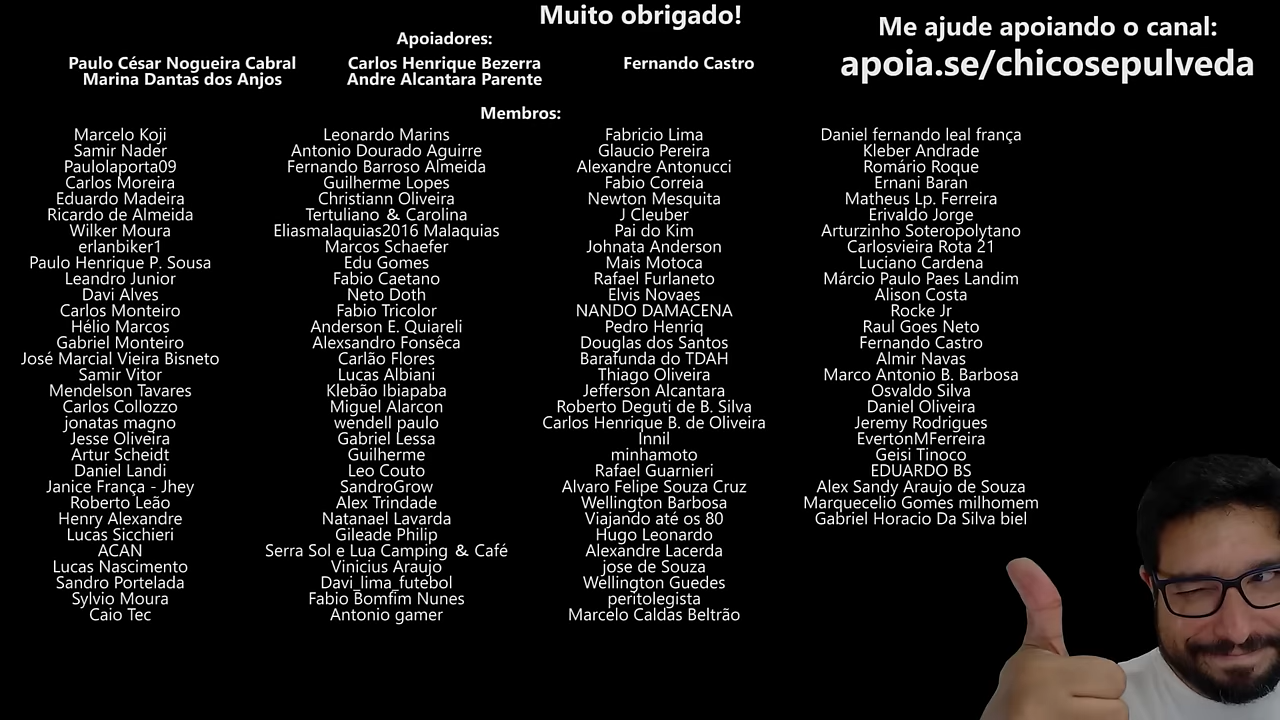 Muito obrigado!
Me ajude apoiando o canal:
apoia.se/chicosepulveda
Apoiadores:
Paulo César Nogueira Cabral
Marina Dantas dos Anjos
Carlos Henrique Bezerra
Andre Alcantara Parente
Fernando Castro
Membros:
Marcelo Koji
Samir Nader
Paulolaporta09
Carlos Moreira
Eduardo Madeira
Ricardo de Almeida
Wilker Moura
erlanbiker1
Paulo Henrique P. Sousa
Leandro Junior
Davi Alves
Carlos Monteiro
Hélio Marcos
Gabriel Monteiro
José Marcial Vieira Bisneto
Samir Vitor
Mendelson Tavares
Carlos Collozzo
jonatas magno
Jesse Oliveira
Artur Scheidt
Daniel Landi
Janice França - Jhey
Roberto Leão
Henry Alexandre
Lucas Sicchieri
ACAN
Lucas Nascimento
Sandro Portelada
Sylvio Moura
Caio Tec
Leonardo Marins
Antonio Dourado Aguirre
Fernando Barroso Almeida
Guilherme Lopes
Christiann Oliveira
Tertuliano & Carolina
Eliasmalaquias2016 Malaquias
Marcos Schaefer
Edu Gomes
Fabio Caetano
Neto Doth
Fabio Tricolor
Anderson E. Quiareli
Alexsandro Fonsêca
Carlão Flores
Lucas Albiani
Klebão Ibiapaba
Miguel Alarcon
wendell paulo
Gabriel Lessa
Guilherme
Leo Couto
SandroGrow
Alex Trindade
Natanael Lavarda
Gileade Philip
Serra Sol e Lua Camping & Café
Vinicius Araujo
Davi_lima_futebol
Fabio Bomfim Nunes
Antonio gamer
Fabricio Lima
Glaucio Pereira
Alexandre Antonucci
Fabio Correia
Newton Mesquita
J Cleuber
Pai do Kim
Johnata Anderson
Mais Motoca
Rafael Furlaneto
Elvis Novaes
NANDO DAMACENA
Pedro Henriq
Douglas dos Santos
Barafunda do TDAH
Thiago Oliveira
Jefferson Alcantara
Roberto Deguti de B. Silva
Carlos Henrique B. de Oliveira
Innil
minhamoto
Rafael Guarnieri
Alvaro Felipe Souza Cruz
Wellington Barbosa
Viajando até os 80
Hugo Leonardo
Alexandre Lacerda
jose de Souza
Wellington Guedes
peritolegista
Marcelo Caldas Beltrão
Daniel fernando leal frança
Kleber Andrade
Romário Roque
Ernani Baran
Matheus Lp. Ferreira
Erivaldo Jorge
Arturzinho Soteropolytano
Carlosvieira Rota 21
Luciano Cardena
Márcio Paulo Paes Landim
Alison Costa
Rocke Jr
Raul Goes Neto
Fernando Castro
Almir Navas
Marco Antonio B. Barbosa
Osvaldo Silva
Daniel Oliveira
Jeremy Rodrigues
EvertonMFerreira
Geisi Tinoco
EDUARDO BS
Alex Sandy Araujo de Souza
Marquecelio Gomes milhomem
Gabriel Horacio Da Silva biel